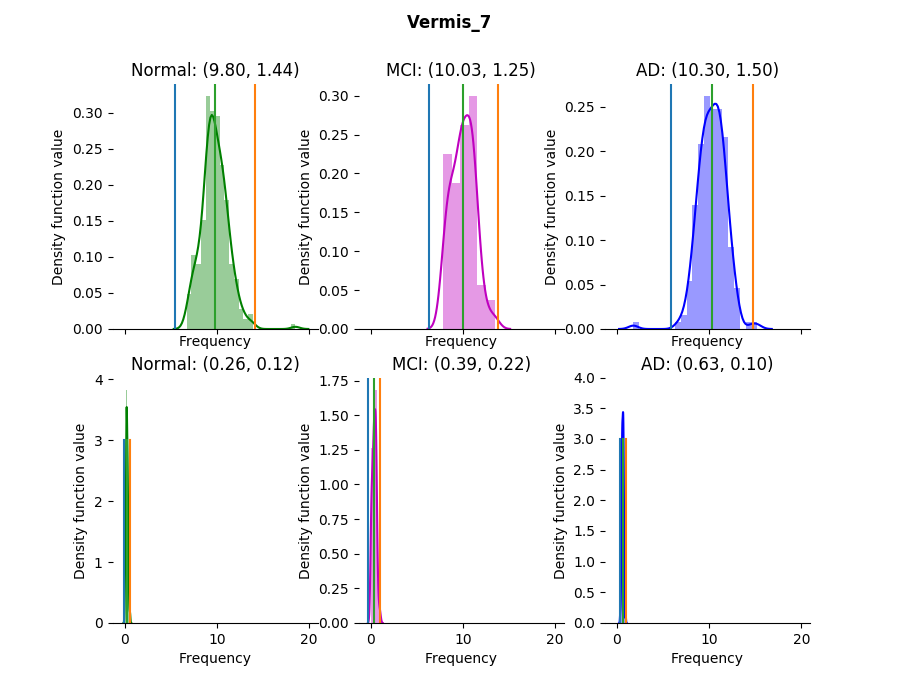 Vermis_7
Normal: (9.80, 1.44)
MCI: (10.03, 1.25)
AD: (10.30, 1.50)
Density function value
0.30
0.25
0.20
0.15
0.10
0.05
0.00
Frequency
Density function value
0.30
0.25
0.20
0.15
0.10
0.05
0.00
Frequency
Density function value
0.25
0.20
0.15
0.10
0.05
0.00
Frequency
Normal: (0.26, 0.12)
MCI: (0.39, 0.22)
AD: (0.63, 0.10)
Density function value
4
3
2
1
0
0 10 20
Frequency
Density function value
1.75
1.50
1.25
1.00
0.75
0.50
0.25
0.00
0 10 20
Frequency
Density function value
4.0
3.5
3.0
2.5
2.0
1.5
1.0
0.5
0.0
0 10 20
Frequency